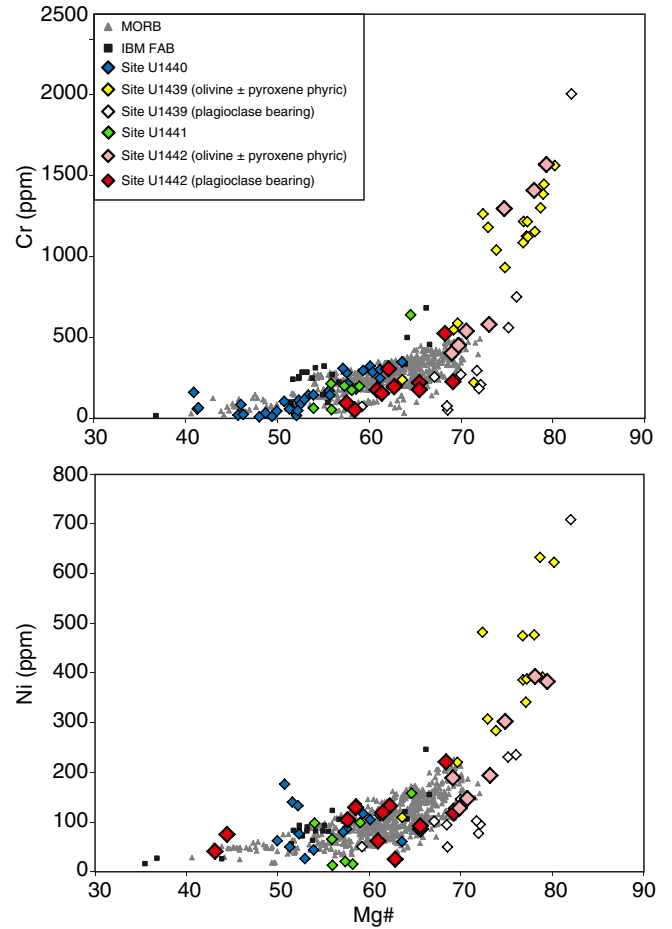 2500
2000
1500
1000
500
0
Cr (ppm)
MORB
IBM FAB
Site U1440
Site U1439 (olivine ± pyroxene phyric)
Site U1439 (plagioclase bearing)
Site U1441
Site U1442 (olivine ± pyroxene phyric)
Site U1442 (plagioclase bearing)
30 40 50 60 70 80 90
800
700
600
500
400
300
200
100
0
Ni (ppm)
30 40 50 60 70 80 90
Mg#